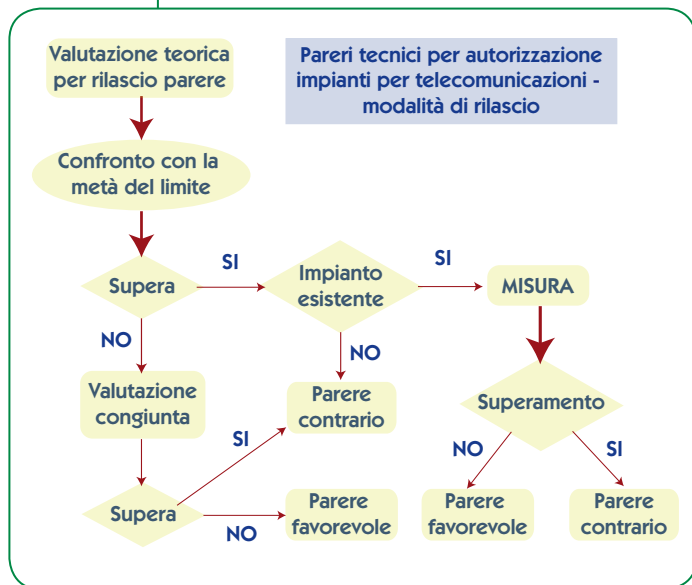 Valutazione teorica
per rilascio parere
Pareri tecnici per autorizzazione
impianti per telecomunicazioni -
modalità di rilascio
Confronto con la
metà del limite
Supera
SI
Impianto
esistente
SI
MISURA
NO
NO
Valutazione
congiunta
Parere
contrario
Superamento
SI
NO
SI
Supera
NO
Parere
favorevole
Parere
favorevole
Parere
contrario